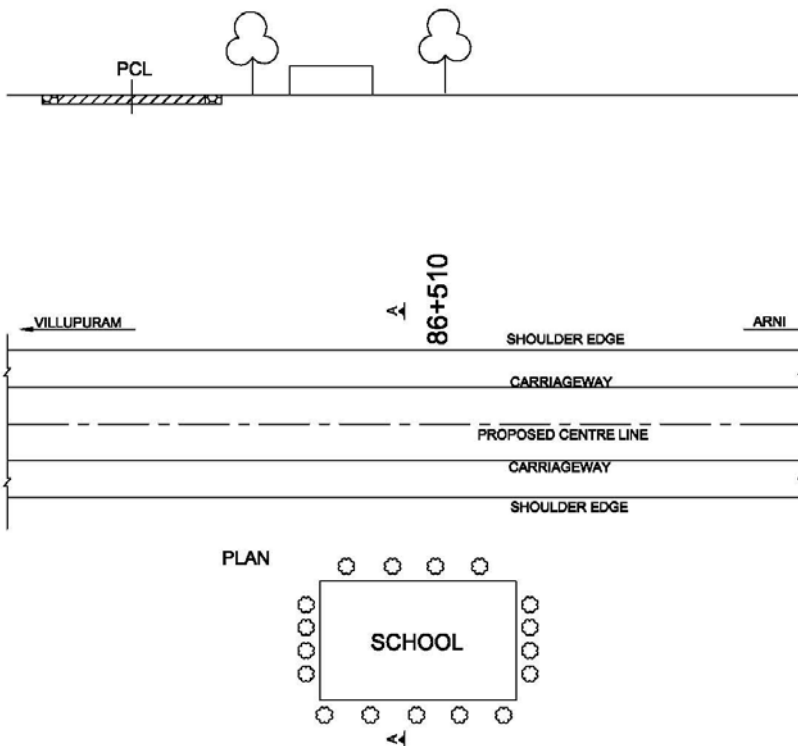 PCL
A
86+510
VILLUPURAM
ARNI
SHOULDER EDGE
CARRIAGEWAY
PROPOSED CENTRE LINE
CARRIAGEWAY
SHOULDER EDGE
PLAN
SCHOOL
A